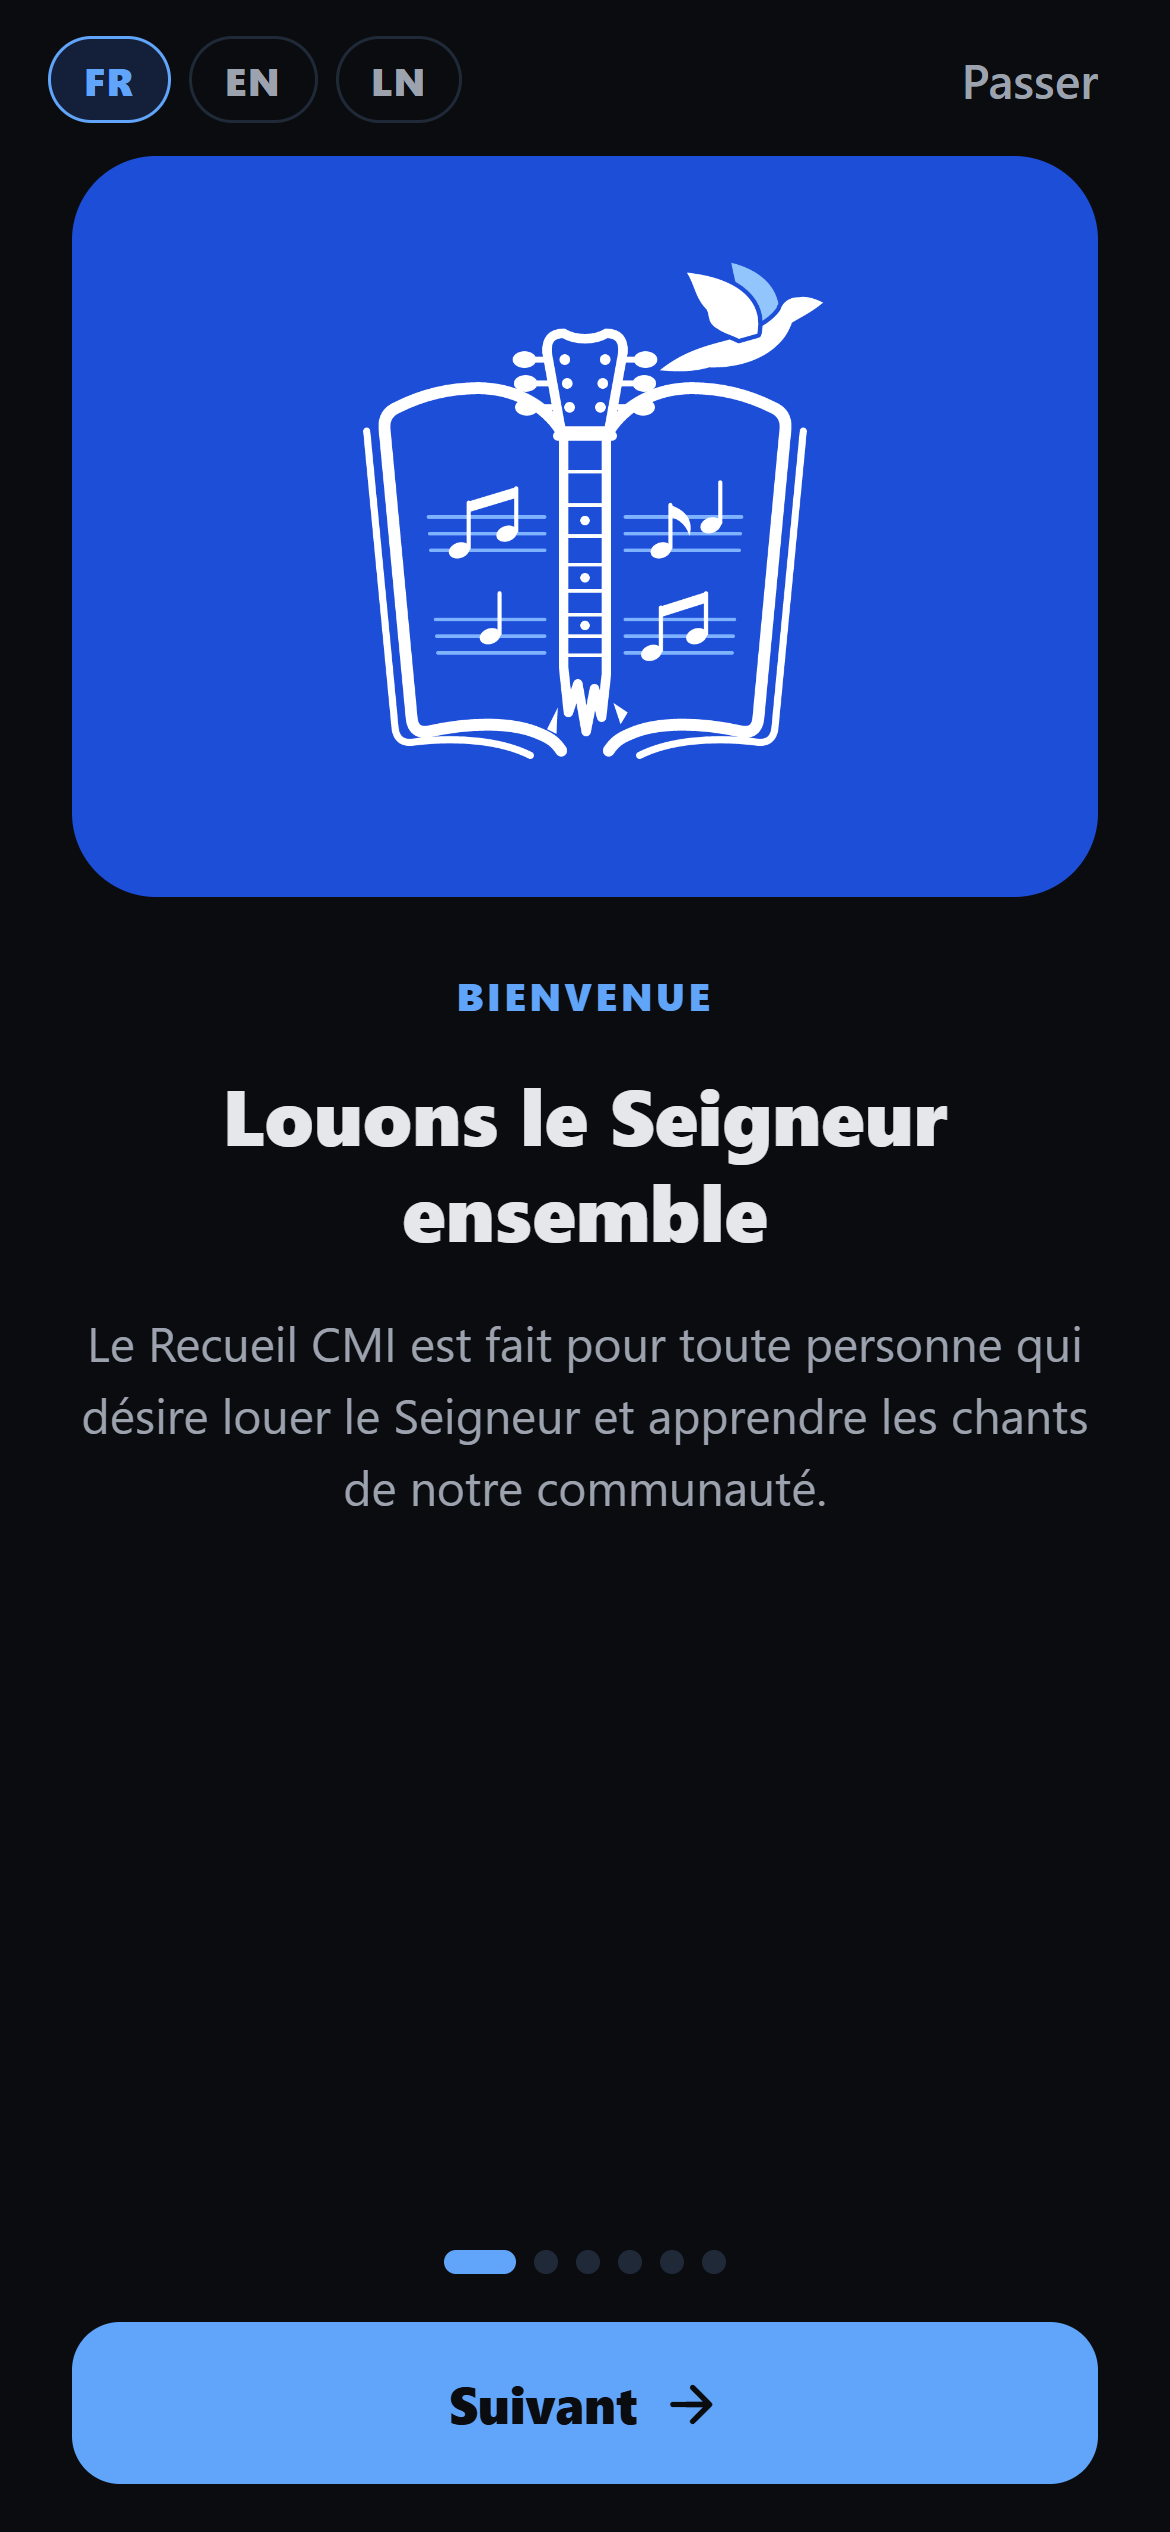 FR
EN
LN
Passer
BIENVENUE
Louons le Seigneur
ensemble
Le Recueil CMI est fait pour toute personne qui
désire louer le Seigneur et apprendre les chants
de notre communauté.
Suivant →